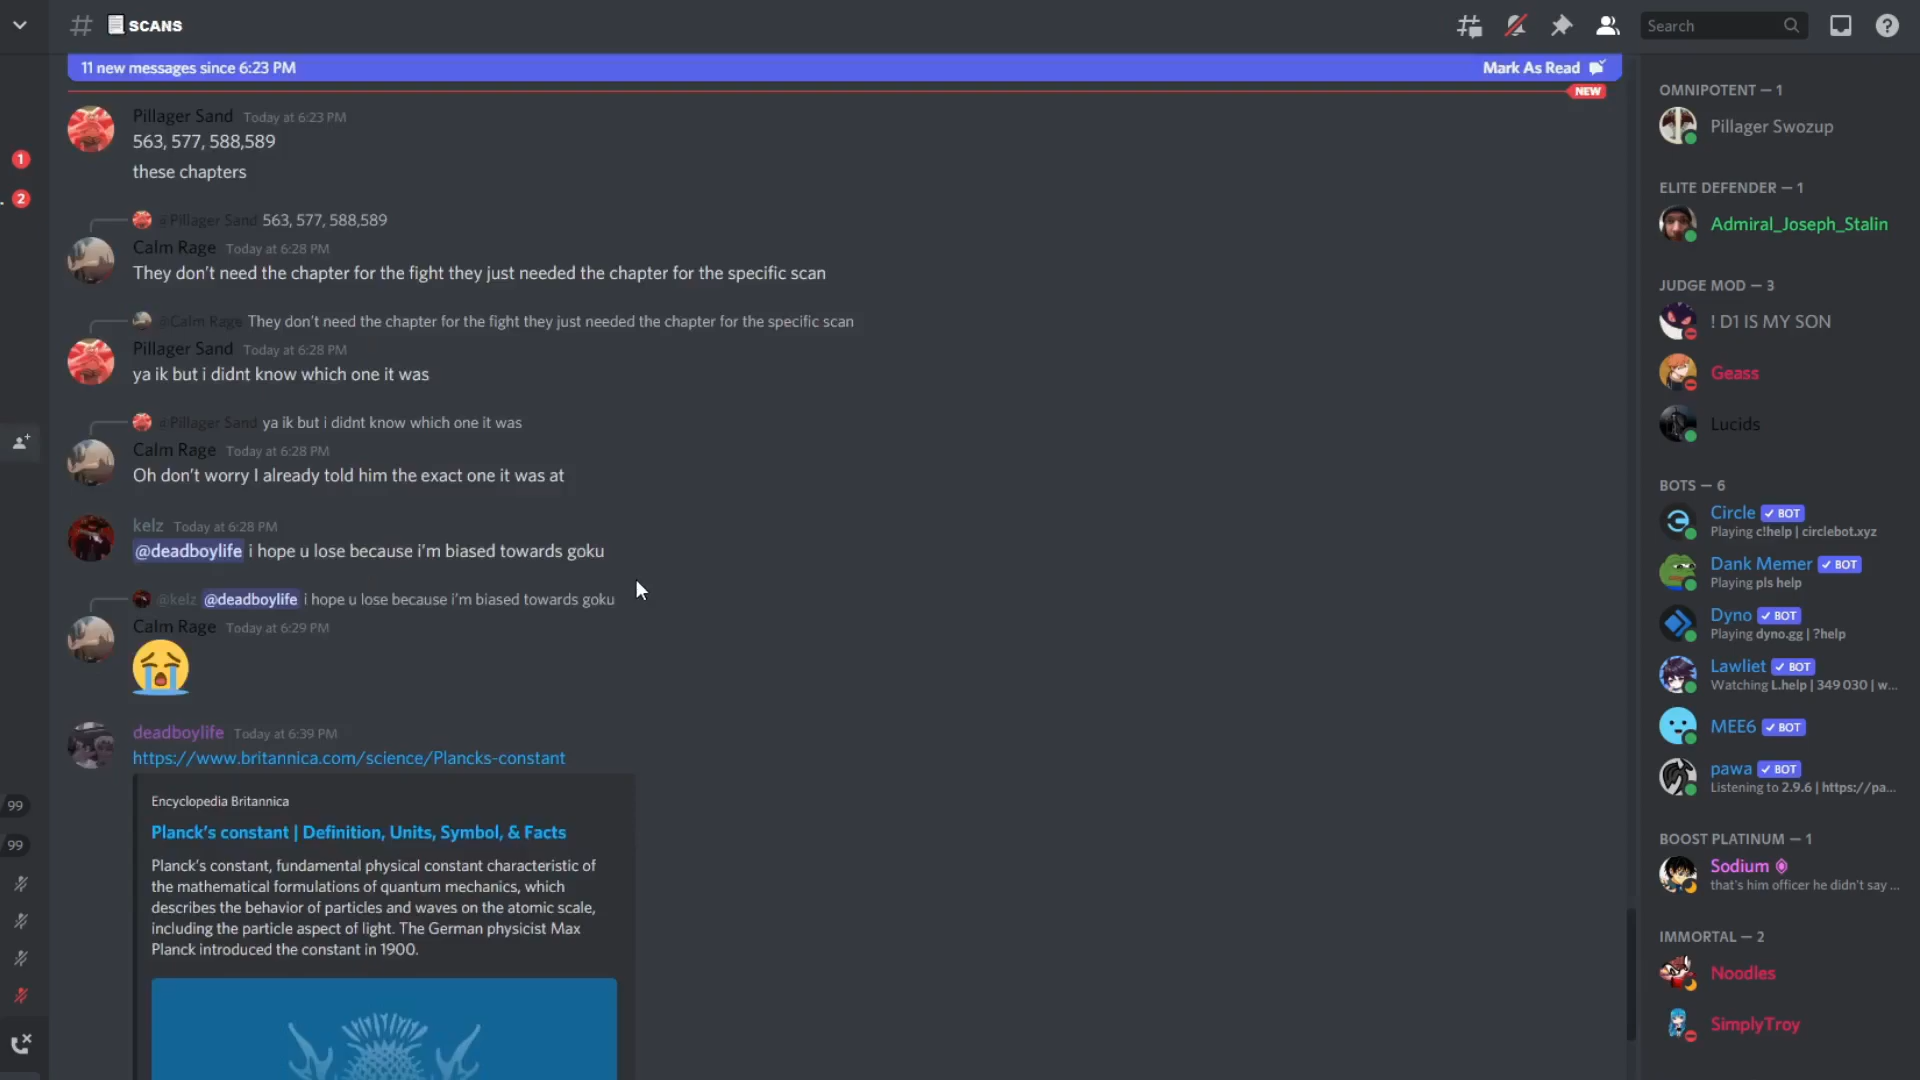 SCANS
Search
11 new messages since 6:23 PM
Mark As Read
NEW
Pillager Sand Today at 6:23 PM
563, 577, 588,589
these chapters
@Pillager Sand 563, 577, 588,589
Calm Rage Today at 6:28 PM
They don't need the chapter for the fight they just needed the chapter for the specific scan
@Calm Rage They don't need the chapter for the fight they just needed the chapter for the specific scan
Pillager Sand Today at 6:28 PM
ya ik but i didnt know which one it was
@Pillager Sand ya ik but i didnt know which one it was
Calm Rage Today at 6:28 PM
Oh don't worry I already told him the exact one it was at
kelz Today at 6:28 PM
@deadboylife i hope u lose because i'm biased towards goku
@kelz @deadboylife i hope u lose because i'm biased towards goku
Calm Rage Today at 6:29 PM
deadboylife Today at 6:39 PM
https://www.britannica.com/science/Plancks-constant
Encyclopedia Britannica
Planck's constant | Definition, Units, Symbol, & Facts
Planck's constant, fundamental physical constant characteristic of
the mathematical formulations of quantum mechanics, which
describes the behavior of particles and waves on the atomic scale,
including the particle aspect of light. The German physicist Max
Planck introduced the constant in 1900.
1
2
99
99
OMNIPOTENT — 1
Pillager Swozup
ELITE DEFENDER — 1
Admiral_Joseph_Stalin
JUDGE MOD — 3
! D1 IS MY SON
Geass
Lucids
BOTS — 6
Circle BOT
Playing c!help | circlebot.xyz
Dank Memer BOT
Playing pls help
Dyno BOT
Playing dyno.gg | ?help
Lawliet BOT
Watching L.help | 349 030 | w...
MEE6 BOT
pawa BOT
Listening to 2.9.6 | https://pa...
BOOST PLATINUM — 1
Sodium
that's him officer he didn't say ...
IMMORTAL — 2
Noodles
SimplyTroy